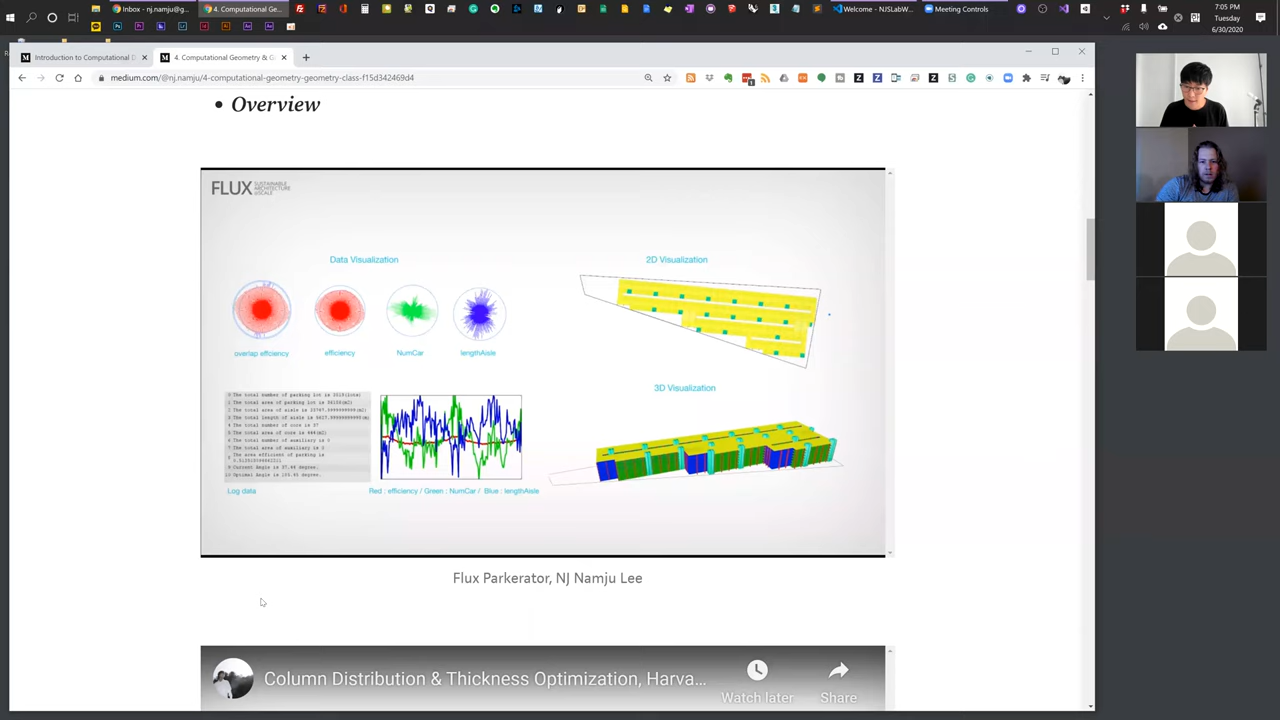 Inbox - nj.namju@g...
4. Computational Ge...
Welcome - NJSLabW...
Meeting Controls
7:05 PM
Tuesday
6/30/2020
Introduction to Computational D
4. Computational Geometry & G
medium.com/@nj.namju/4-computational-geometry-geometry-class-f15d342469d4
Overview
FLUX SUSTAINABLE
ARCHITECTURE
@SCALE
Data Visualization
2D Visualization
overlap efficiency
efficiency
NumCar
lengthAisle
3D Visualization
Log data
Red : efficiency / Green : NumCar / Blue : lengthAisle
Flux Parkerator, NJ Namju Lee
Column Distribution & Thickness Optimization, Harva...
Watch later
Share